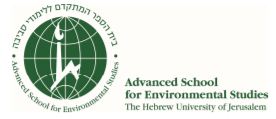 בית הספר המתקדם ללימודי סביבה
Advanced School for Environmental Studies
Advanced School
for Environmental Studies
The Hebrew University of Jerusalem